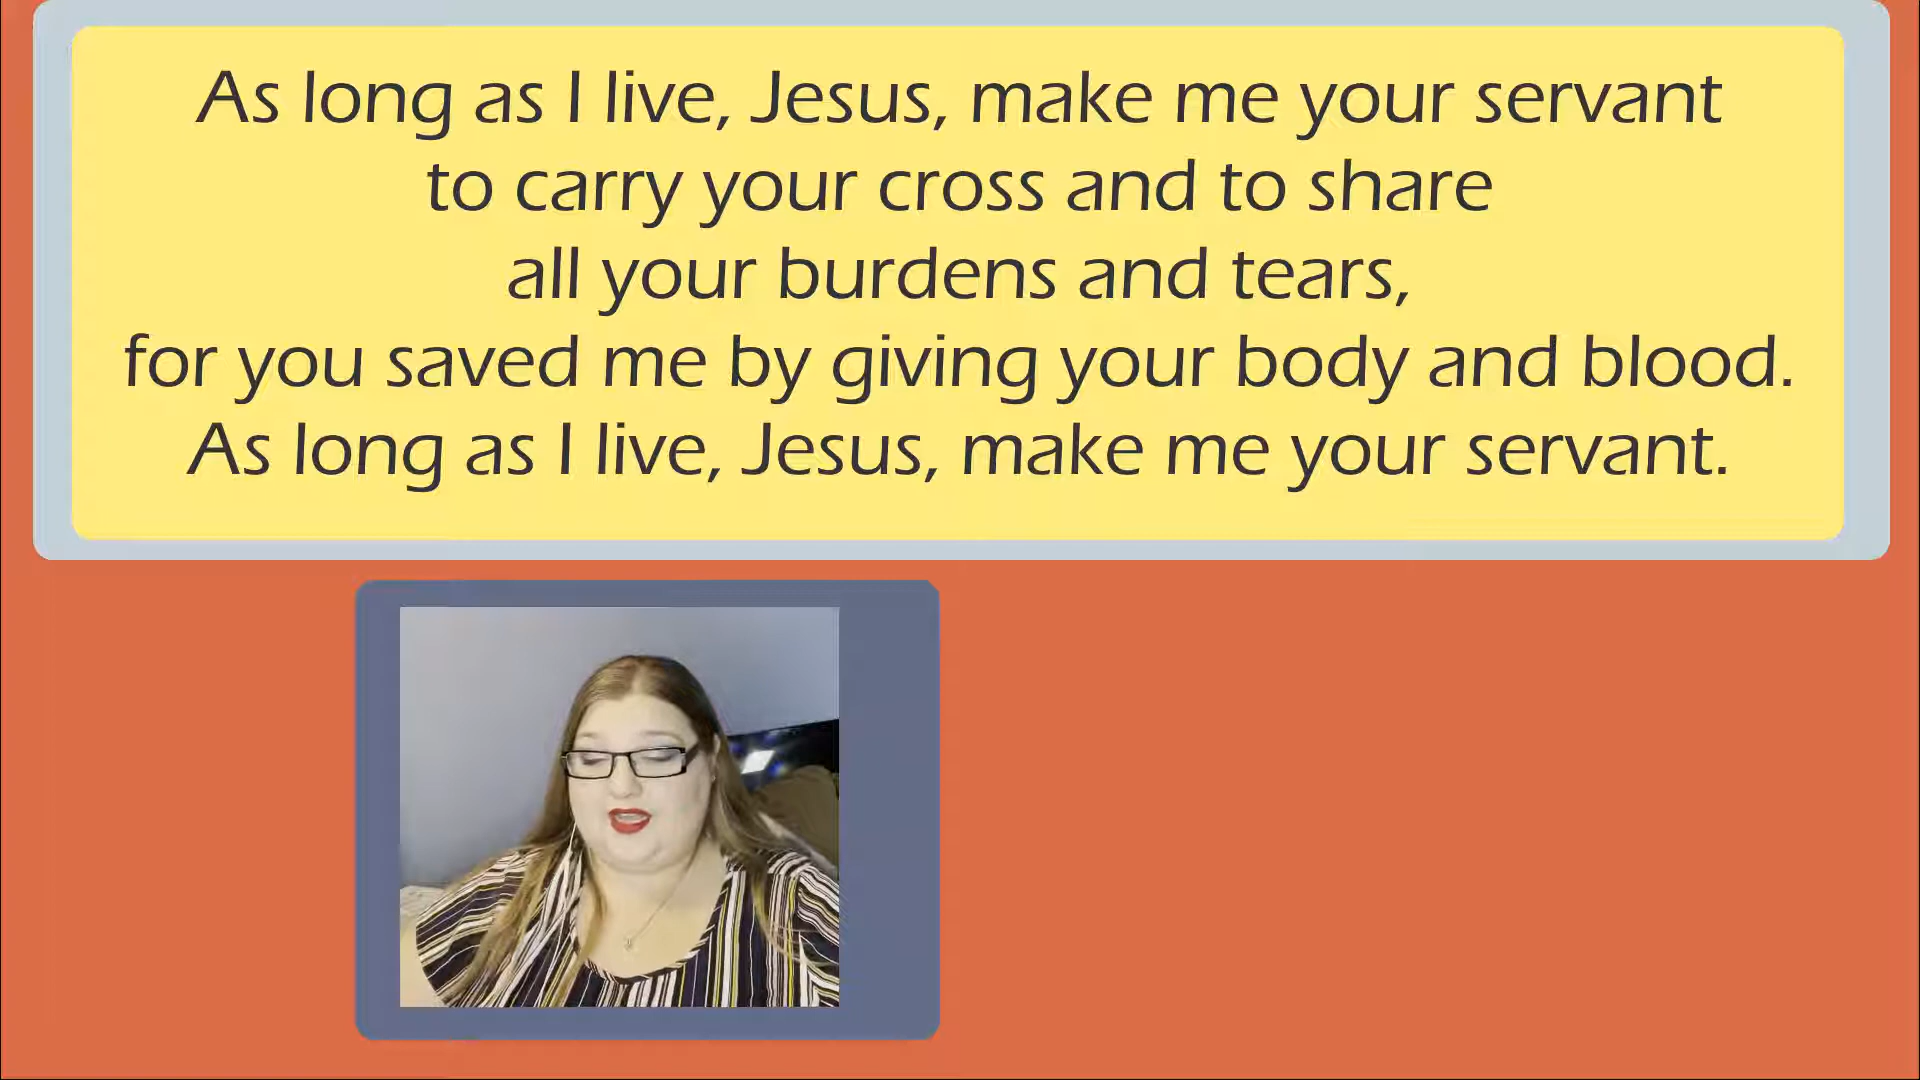 As long as I live, Jesus, make me your servant
to carry your cross and to share
all your burdens and tears,
for you saved me by giving your body and blood.
As long as I live, Jesus, make me your servant.